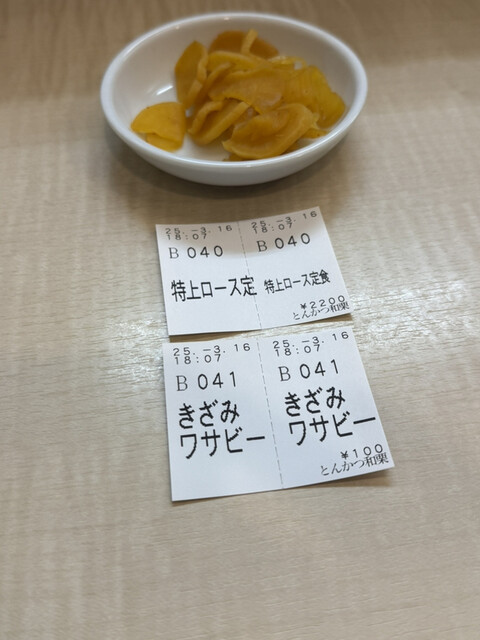 25.-3.16
18:07
B 040
特上ロース定
25.-3.16
18:07
B 040
特上ロース定食
¥2200
とんかつ和栗
25.-3.16
18:07
B 041
きざみ
ワサビー
25.-3.16
18:07
B 041
きざみ
ワサビー
¥100
とんかつ和栗